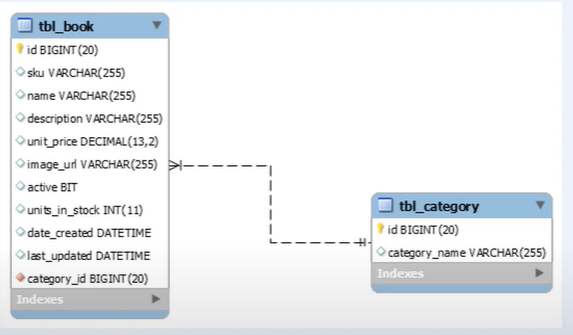 tbl_book
id BIGINT(20)
sku VARCHAR(255)
name VARCHAR(255)
description VARCHAR(255)
unit_price DECIMAL(13,2)
image_url VARCHAR(255)
active BIT
units_in_stock INT(11)
date_created DATETIME
last_updated DATETIME
category_id BIGINT(20)
Indexes
tbl_category
id BIGINT(20)
category_name VARCHAR(255)
Indexes